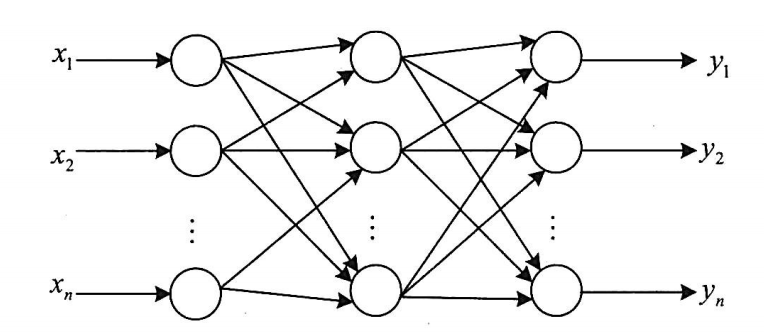 x₁ y₁
x₂ y₂
⋮ ⋮ ⋮
xₙ yₙ